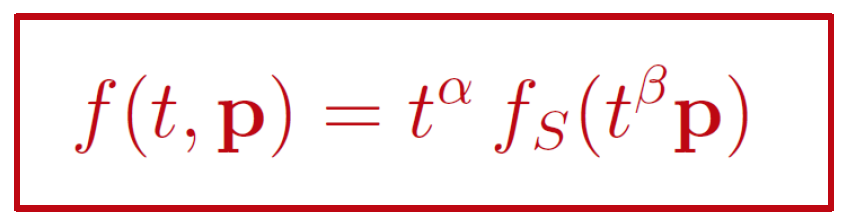 f(t, p) = t^α f_S(t^β p)